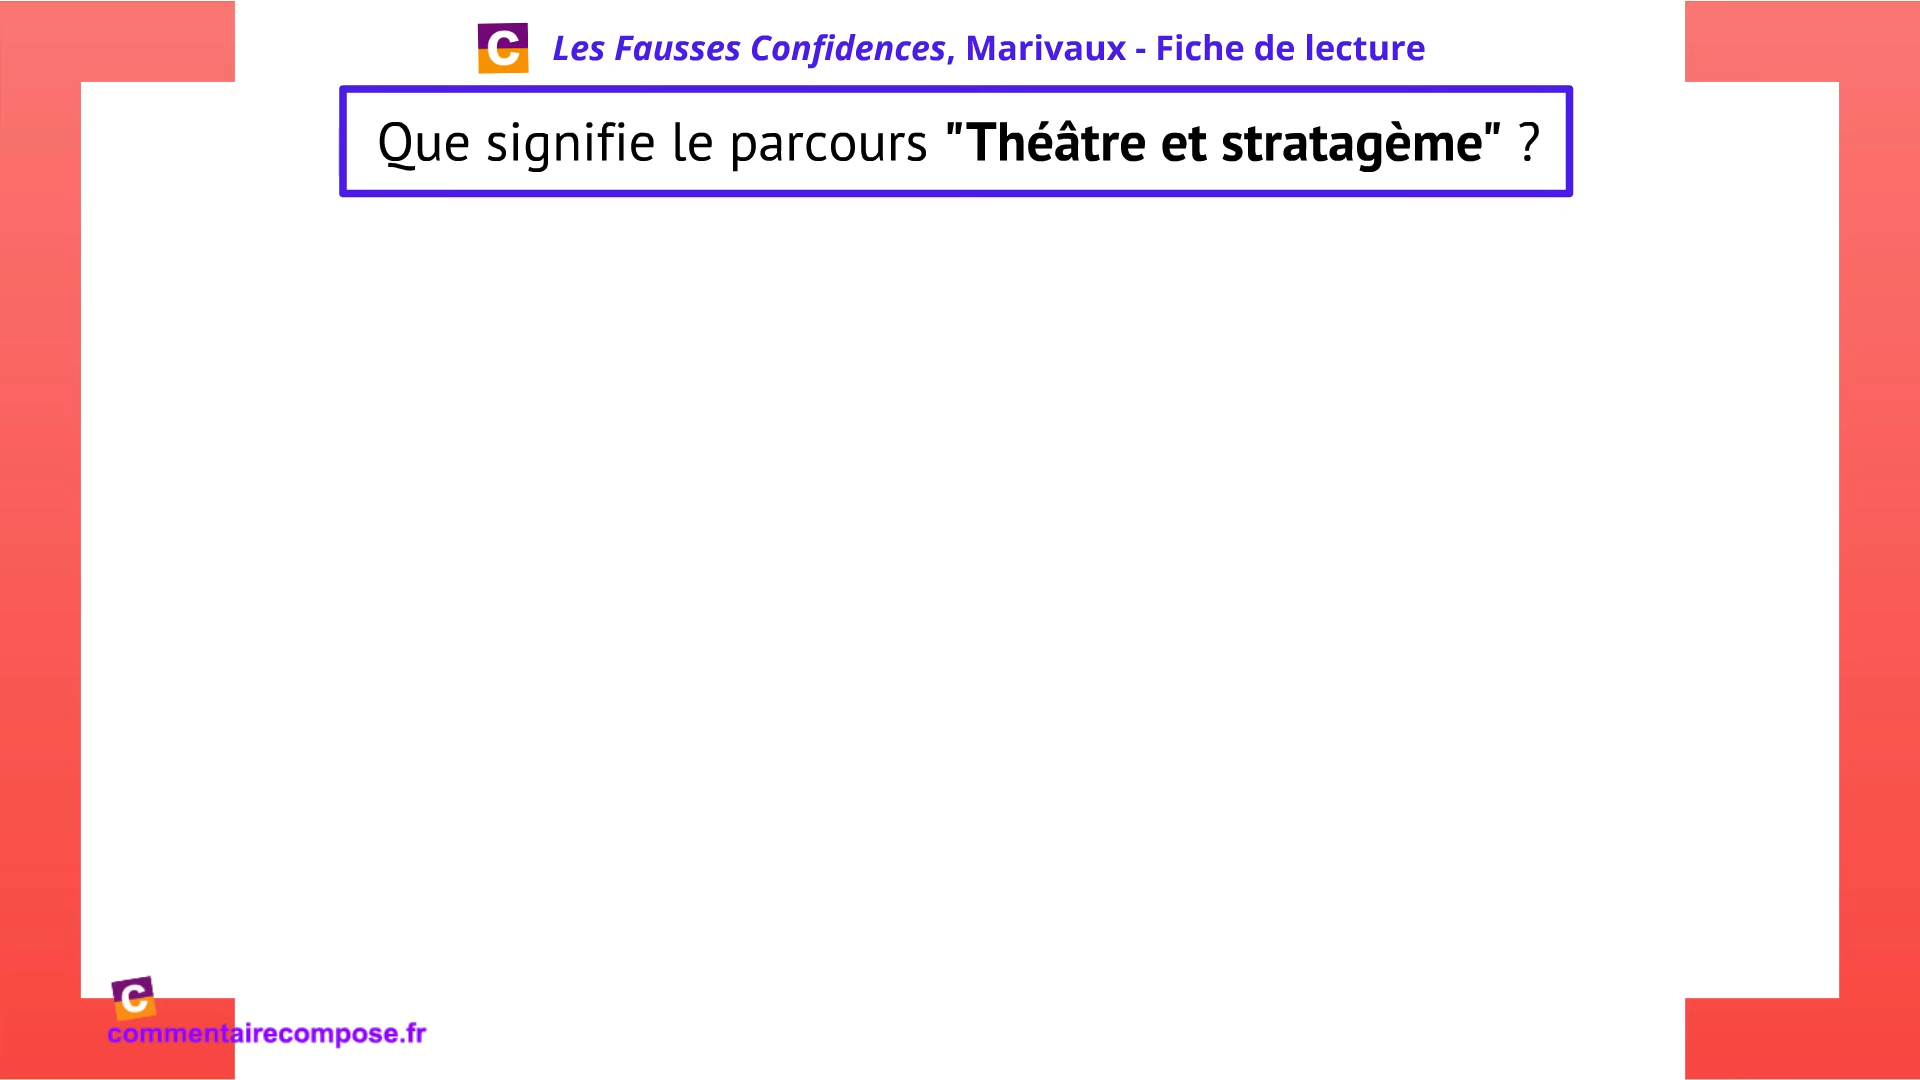 C Les Fausses Confidences, Marivaux - Fiche de lecture
Que signifie le parcours "Théâtre et stratagème" ?
C
commentairecompose.fr